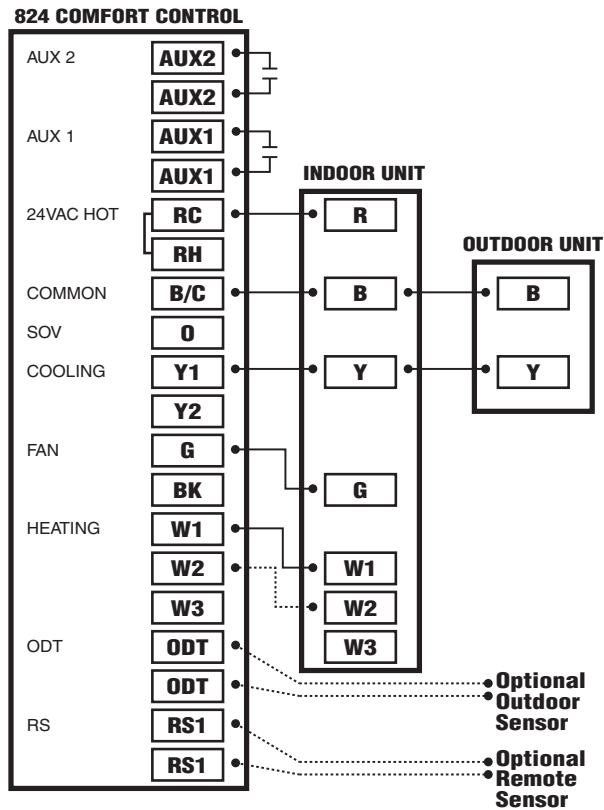 824 COMFORT CONTROL
AUX 2
AUX2
AUX2
AUX 1
AUX1
AUX1
24VAC HOT
RC
RH
COMMON
B/C
SOV
O
COOLING
Y1
Y2
FAN
G
BK
HEATING
W1
W2
W3
ODT
ODT
ODT
RS
RS1
RS1
INDOOR UNIT
R
B
Y
G
W1
W2
W3
OUTDOOR UNIT
B
Y
Optional
Outdoor
Sensor
Optional
Remote
Sensor